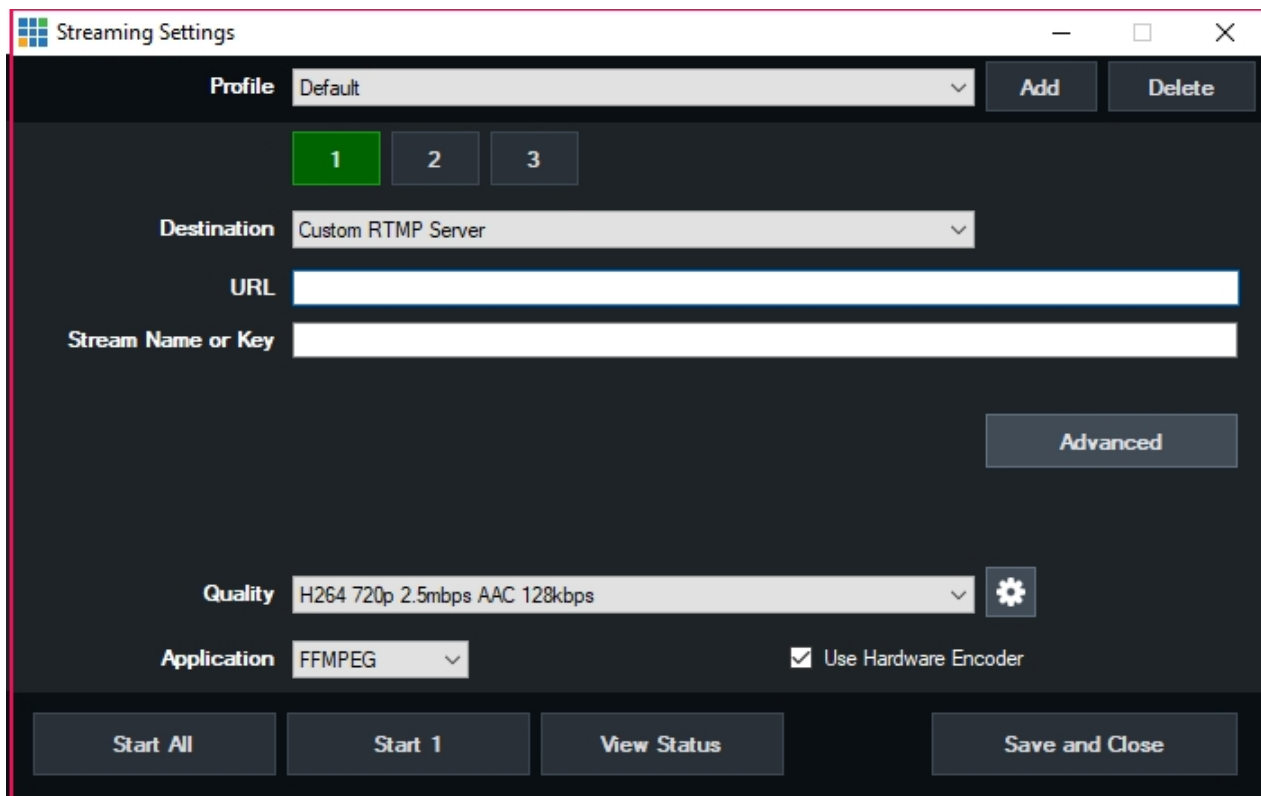 Streaming Settings
Profile Default Add Delete
1 2 3
Destination Custom RTMP Server
URL
Stream Name or Key
Advanced
Quality H264 720p 2.5mbps AAC 128kbps
Application FFMPEG Use Hardware Encoder
Start All Start 1 View Status Save and Close